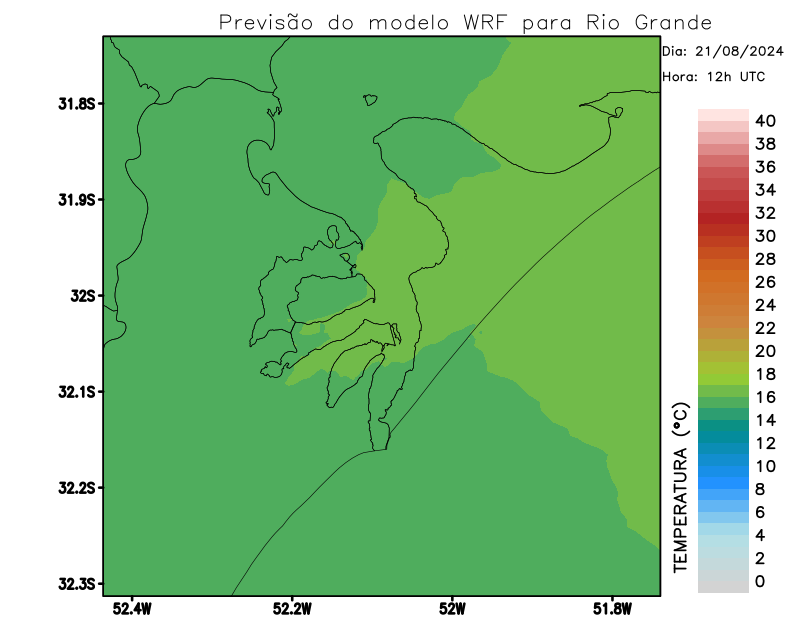 Previsão do modelo WRF para Rio Grande
Dia: 21/08/2024
Hora: 12h UTC
31.8S
31.9S
32S
32.1S
32.2S
32.3S
52.4W
52.2W
52W
51.8W
TEMPERATURA (°C)
40
38
36
34
32
30
28
26
24
22
20
18
16
14
12
10
8
6
4
2
0